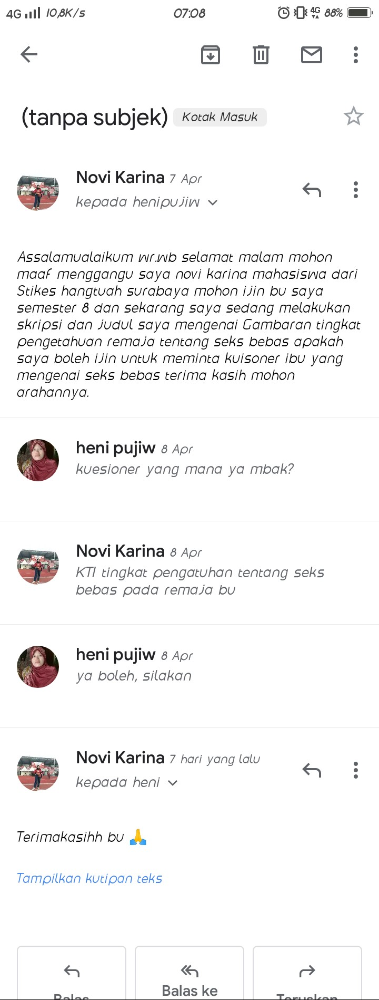 4G 10,8K/s 07:08 4G 88%
(tanpa subjek) Kotak Masuk
Novi Karina 7 Apr
kepada henipujiw
Assalamualaikum wr.wb selamat malam mohon
maaf menggangu saya novi karina mahasiswa dari
Stikes hangtuah surabaya mohon ijin bu saya
semester 8 dan sekarang saya sedang melakukan
skripsi dan judul saya mengenai Gambaran tingkat
pengetahuan remaja tentang seks bebas apakah
saya boleh ijin untuk meminta kuisoner ibu yang
mengenai seks bebas terima kasih mohon
arahannya.
heni pujiw 8 Apr
kuesioner yang mana ya mbak?
Novi Karina 8 Apr
KTI tingkat pengatuhan tentang seks
bebas pada remaja bu
heni pujiw 8 Apr
ya boleh, silakan
Novi Karina 7 hari yang lalu
kepada heni
Terimakasihh bu 🙏
Tampilkan kutipan teks
Balas Balas ke Teruskan